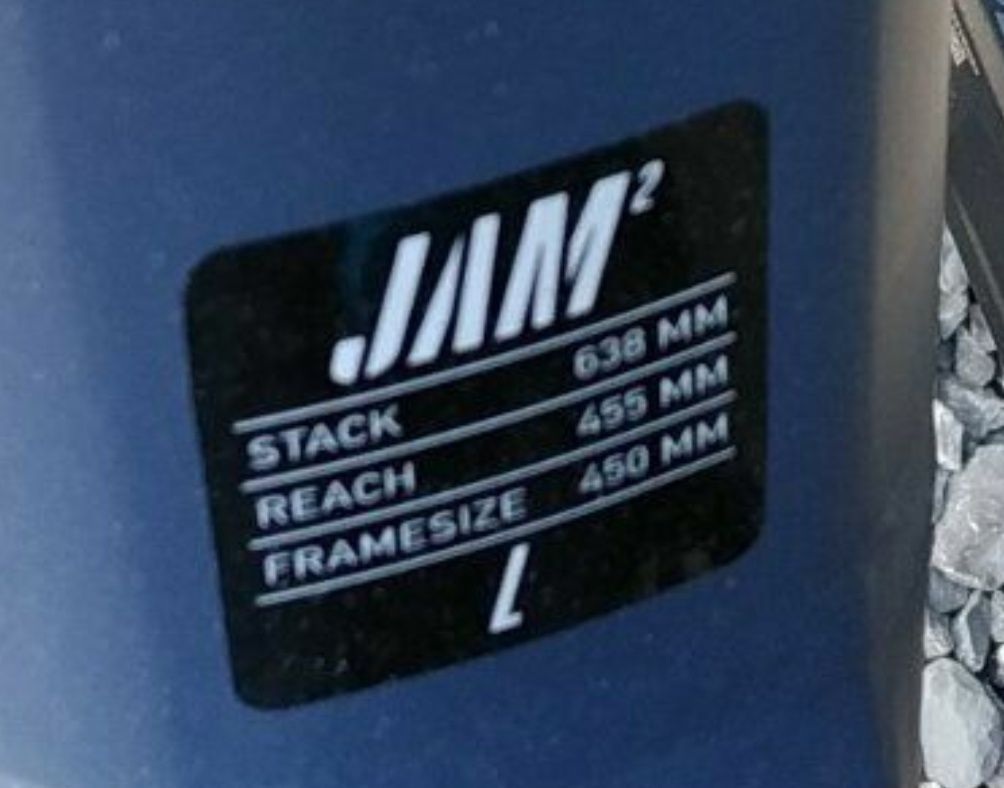 JAM²
STACK 638 MM
REACH 455 MM
FRAMESIZE 450 MM
L